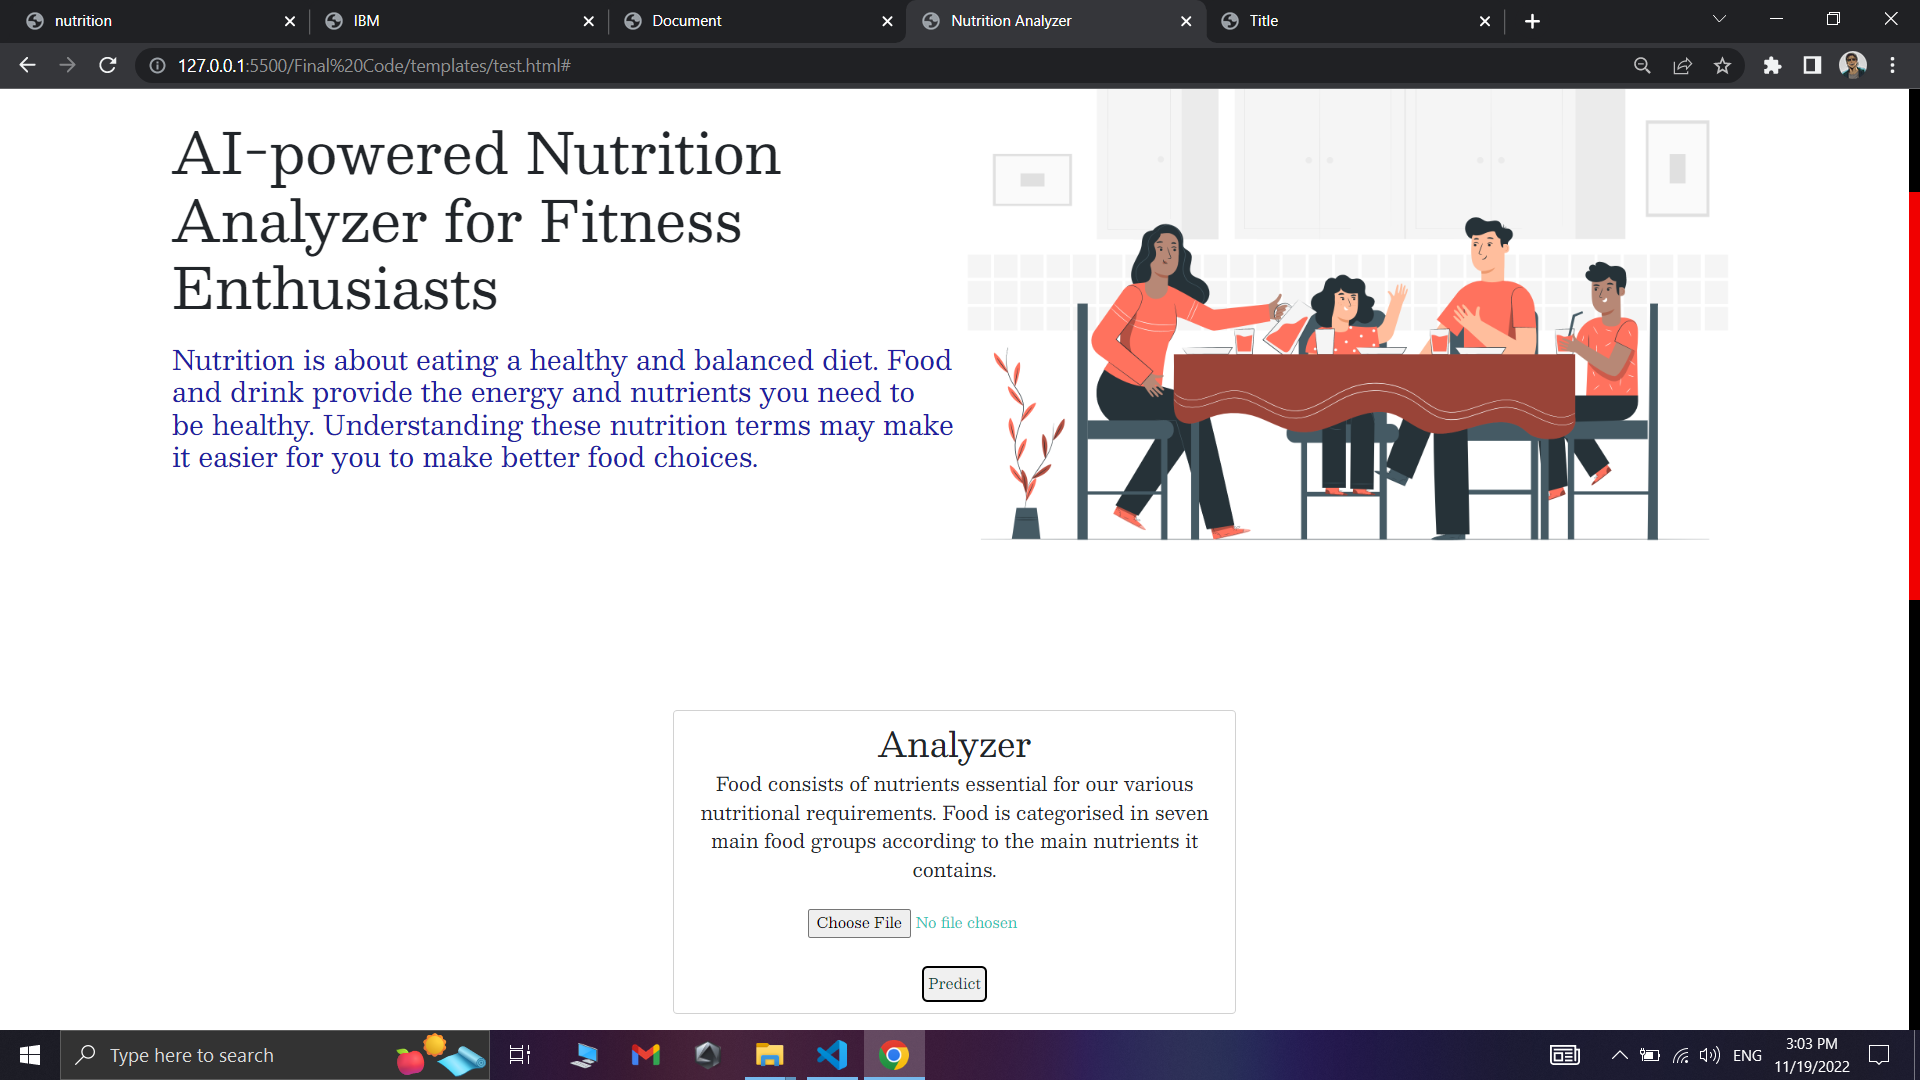 nutrition
IBM
Document
Nutrition Analyzer
Title
127.0.0.1:5500/Final%20Code/templates/test.html#
AI-powered Nutrition
Analyzer for Fitness
Enthusiasts
Nutrition is about eating a healthy and balanced diet. Food
and drink provide the energy and nutrients you need to
be healthy. Understanding these nutrition terms may make
it easier for you to make better food choices.
Analyzer
Food consists of nutrients essential for our various
nutritional requirements. Food is categorised in seven
main food groups according to the main nutrients it
contains.
Choose File No file chosen
Predict
Type here to search
ENG
3:03 PM
11/19/2022